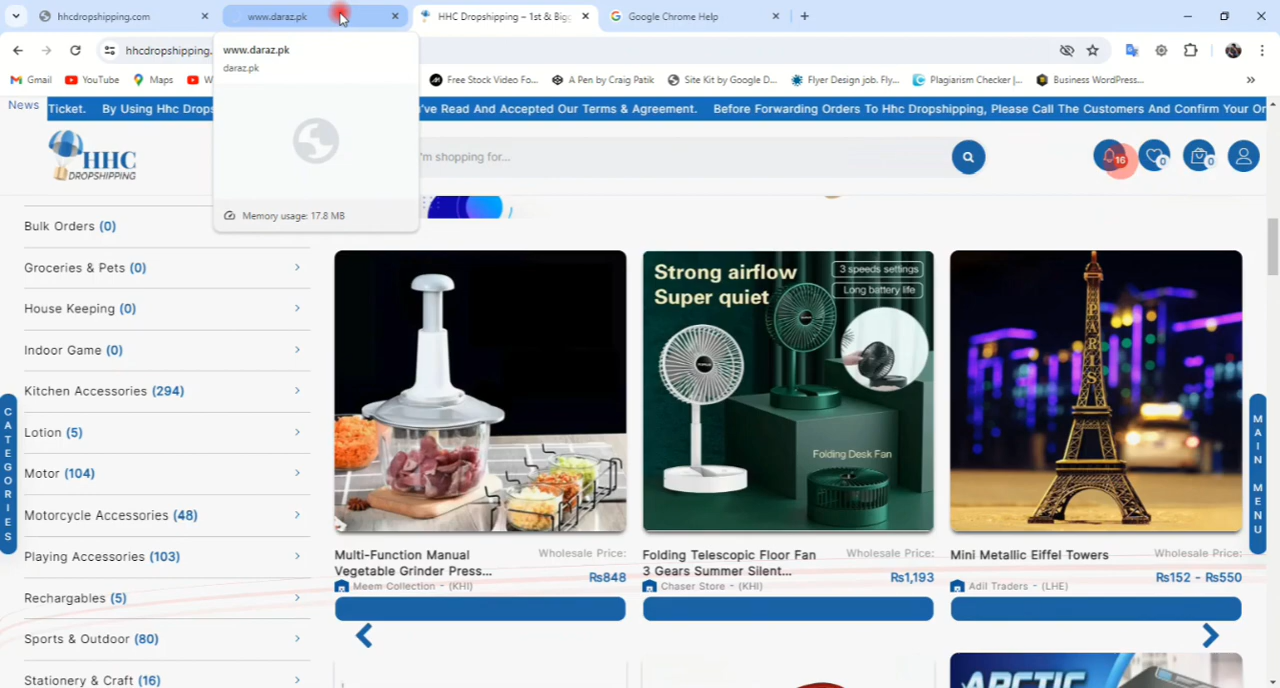 hhcdropshipping.com
www.daraz.pk
HHC Dropshipping – 1st & Bigg
Google Chrome Help
hhcdropshipping.
www.daraz.pk
daraz.pk
Memory usage: 17.8 MB
Gmail
YouTube
Maps
W
Free Stock Video Fo...
A Pen by Craig Patik
Site Kit by Google D...
Flyer Design job. Fly...
Plagiarism Checker |...
Business WordPress...
News
Ticket. By Using Hhc Drops
've Read And Accepted Our Terms & Agreement. Before Forwarding Orders To Hhc Dropshipping, Please Call The Customers And Confirm Your Or
HHC
DROPSHIPPING
'm shopping for...
16
0
0
Bulk Orders (0)
Groceries & Pets (0)
House Keeping (0)
Indoor Game (0)
Kitchen Accessories (294)
Lotion (5)
Motor (104)
Motorcycle Accessories (48)
Playing Accessories (103)
Rechargables (5)
Sports & Outdoor (80)
Stationery & Craft (16)
CATEGORIES
MAIN MENU
Strong airflow
Super quiet
3 speeds settings
Long battery life
Folding Desk Fan
PARIS
Multi-Function Manual
Vegetable Grinder Press...
Wholesale Price:
₨848
Meem Collection - (KHI)
Folding Telescopic Floor Fan
3 Gears Summer Silent...
Wholesale Price:
₨1,193
Chaser Store - (KHI)
Mini Metallic Eiffel Towers
Wholesale Price:
₨152 - ₨550
Adil Traders - (LHE)
ARCTIC